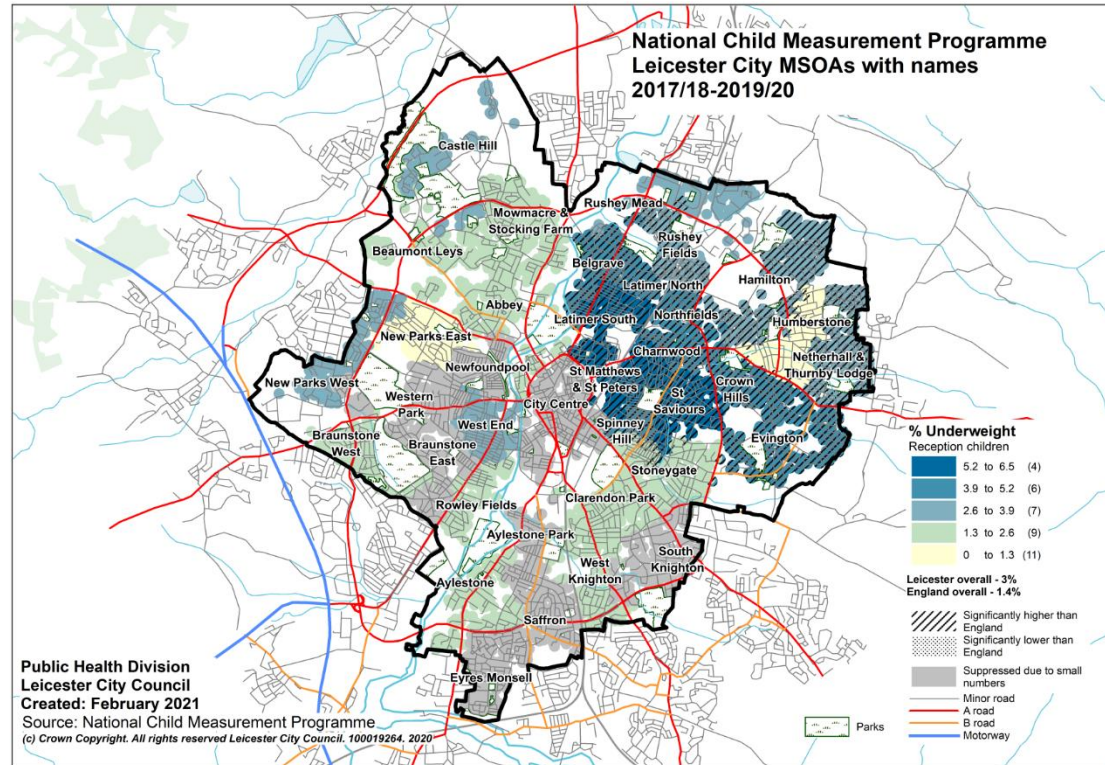 National Child Measurement Programme
Leicester City MSOAs with names
2017/18-2019/20
Castle Hill
Mowmacre &
Stocking Farm
Rushey Mead
Beaumont Leys
Rushey
Fields
Belgrave
Hamilton
Latimer North
Abbey
Latimer South
Northfields
Humberstone
New Parks East
Charnwood
Netherhall &
Thurnby Lodge
Newfoundpool
St Matthews
& St Peters
Crown
Hills
New Parks West
Western
Park
City Centre
St
Saviours
West End
Spinney
Hill
Braunstone
West
Braunstone
East
Evington
Stoneygate
Clarendon Park
Rowley Fields
Aylestone Park
South
Knighton
West
Knighton
Aylestone
Saffron
Eyres Monsell
% Underweight
Reception children
5.2 to 6.5 (4)
3.9 to 5.2 (6)
2.6 to 3.9 (7)
1.3 to 2.6 (9)
0 to 1.3 (11)
Leicester overall - 3%
England overall - 1.4%
Significantly higher than
England
Significantly lower than
England
Suppressed due to small
numbers
Minor road
A road
B road
Motorway
Parks
Public Health Division
Leicester City Council
Created: February 2021
Source: National Child Measurement Programme
(c) Crown Copyright. All rights reserved Leicester City Council. 100019264. 2020